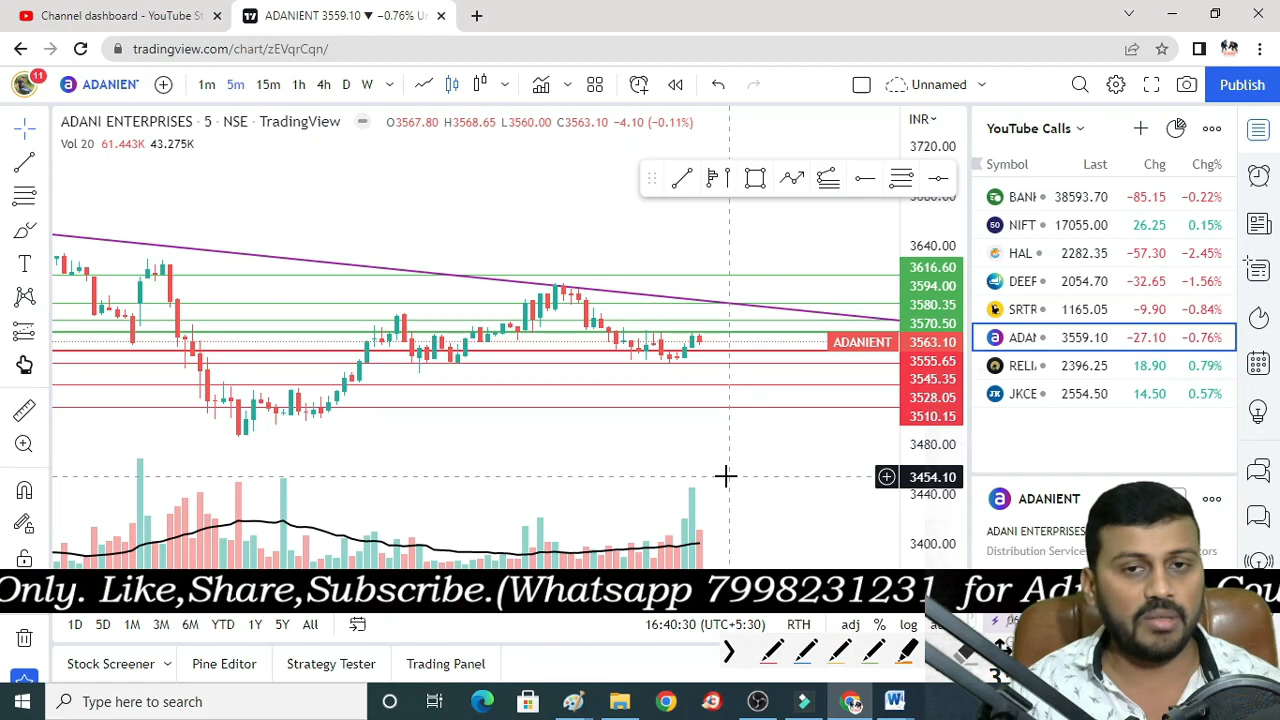 Channel dashboard - YouTube St
ADANIENT 3559.10 ▼ −0.76% Un
tradingview.com/chart/zEVqrCqn/
11
ADANIENT
1m 5m 15m 1h 4h D W
Unnamed
Publish
ADANI ENTERPRISES · 5 · NSE · TradingView
O3567.80 H3568.65 L3560.00 C3563.10 −4.10 (−0.11%)
Vol 20 61.443K 43.275K
INR
3720.00
3640.00
3616.60
3594.00
3580.35
3570.50
ADANIENT 3563.10
3555.65
3545.35
3528.05
3510.15
3480.00
3454.10
3440.00
3400.00
YouTube Calls
Symbol Last Chg Chg%
BANI 38593.70 −85.15 −0.22%
50 NIFT 17055.00 26.25 0.15%
HAL 2282.35 −57.30 −2.45%
DEEF 2054.70 −32.65 −1.56%
SRTR 1165.05 −9.90 −0.84%
ADAI 3559.10 −27.10 −0.76%
RELI 2396.25 18.90 0.79%
JKCE 2554.50 14.50 0.57%
ADANIENT
ADANI ENTERPRISES
Distribution Services
Only. Like,Share,Subscribe.(Whatsapp 7998231231 for Ad
1D 5D 1M 3M 6M YTD 1Y 5Y All
16:40:30 (UTC+5:30) RTH adj % log
Stock Screener Pine Editor Strategy Tester Trading Panel
Type here to search